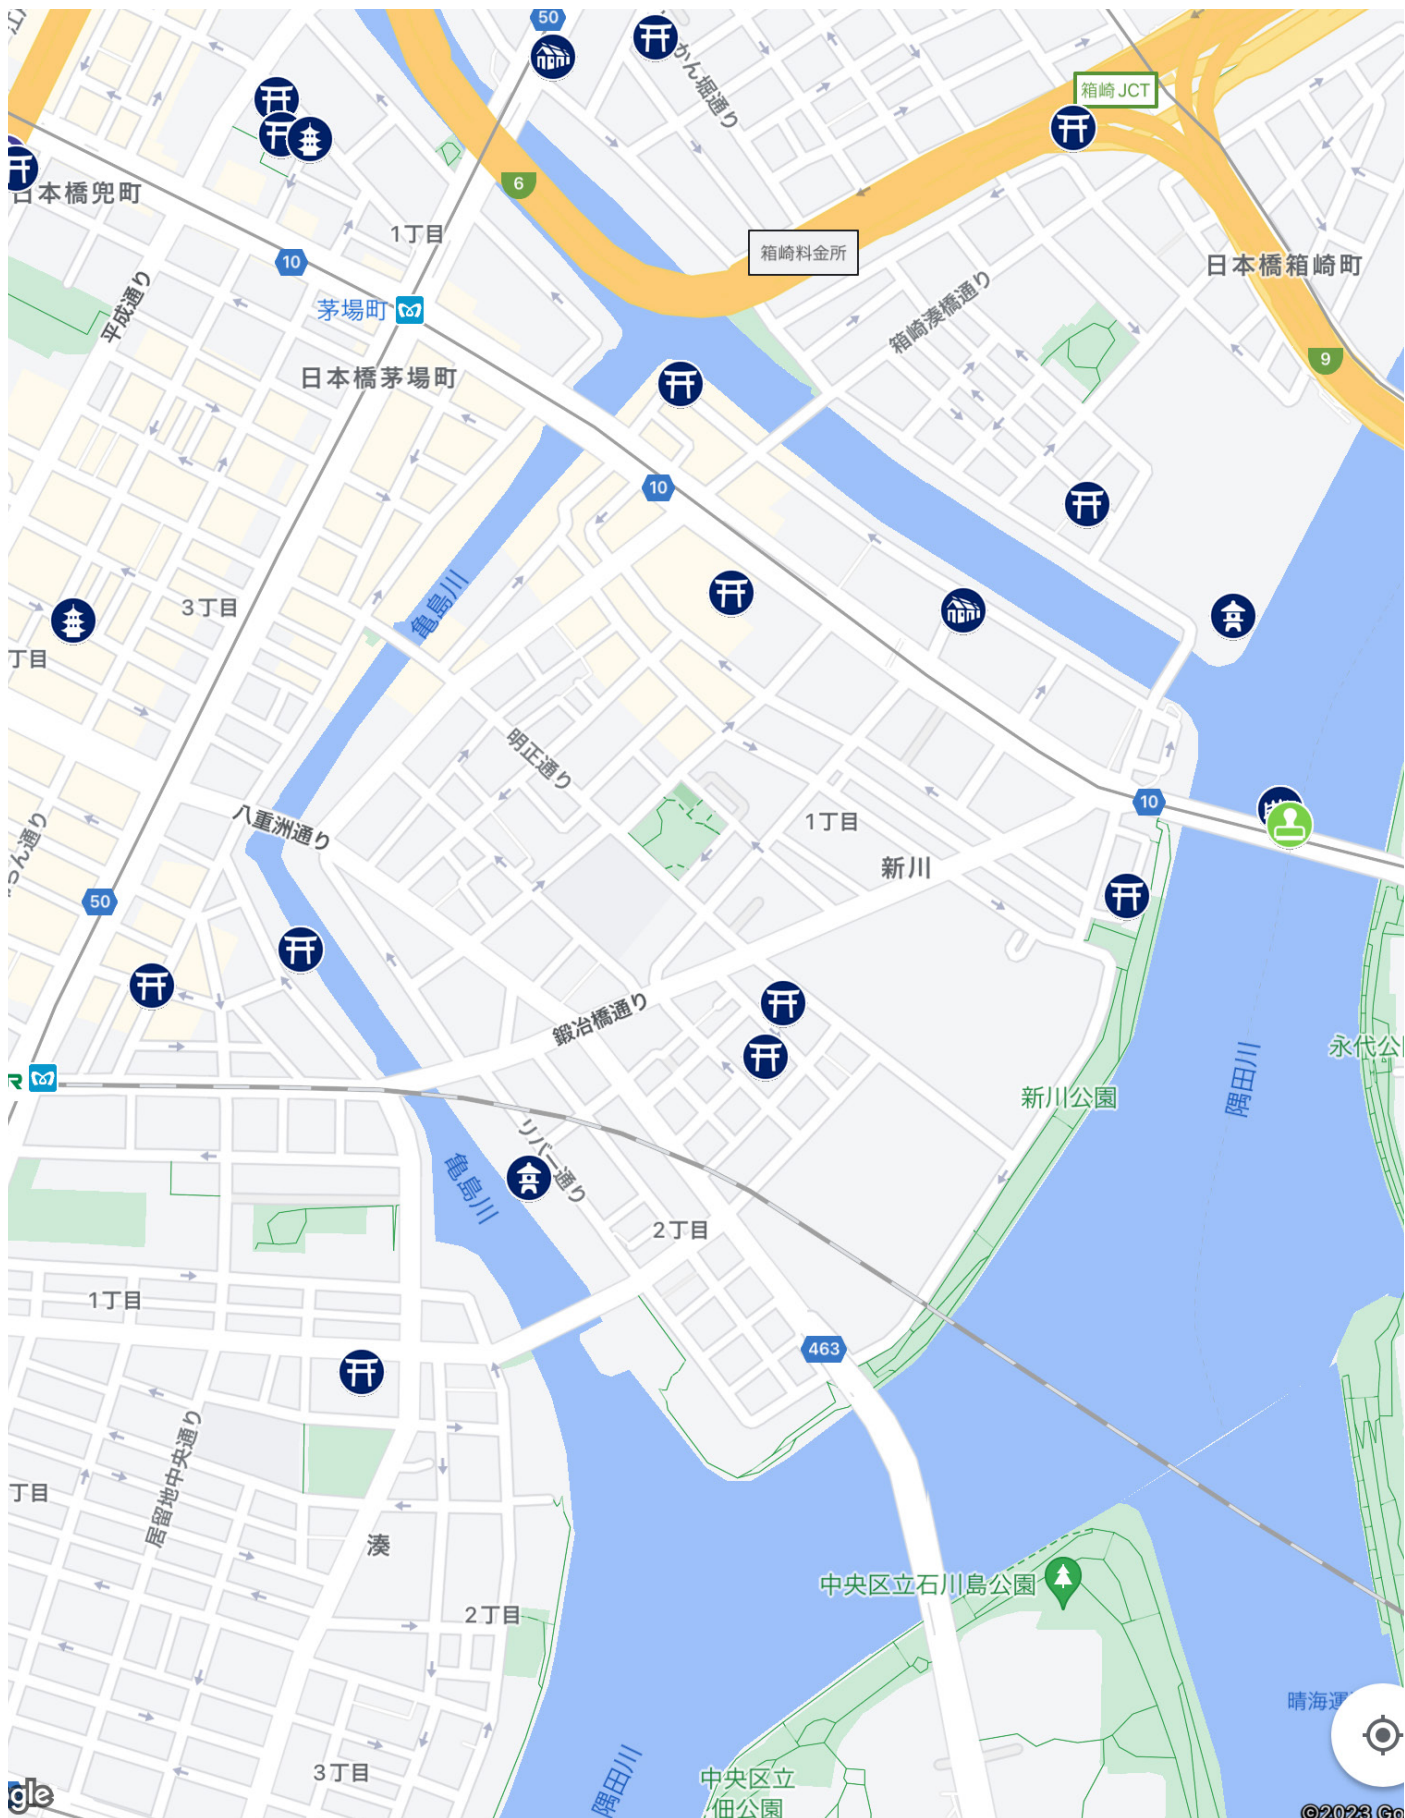 50
かん堀通り
箱崎JCT
6
日本橋兜町
1丁目
10
箱崎料金所
日本橋箱崎町
平成通り
茅場町
箱崎湊橋通り
9
日本橋茅場町
10
3丁目
亀島川
丁目
明正通り
八重洲通り
10
1丁目
新川
50
鍛冶橋通り
永代公
隅田川
新川公園
R
リバー通り
亀島川
2丁目
1丁目
463
居留地中央通り
丁目
湊
中央区立石川島公園
2丁目
晴海運
3丁目
隅田川
中央区立
佃公園
gle
©2023 Go